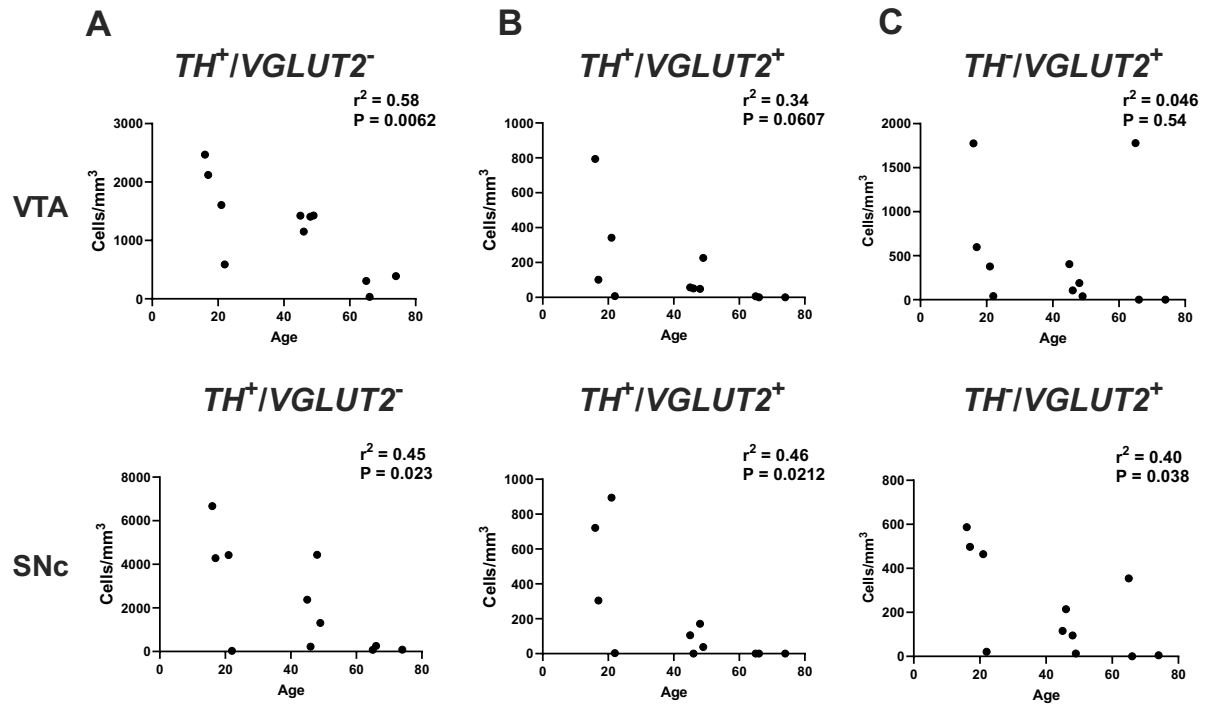 A
B
C
TH⁺/VGLUT2⁻
TH⁺/VGLUT2⁺
TH⁻/VGLUT2⁺
r² = 0.58
P = 0.0062
r² = 0.34
P = 0.0607
r² = 0.046
P = 0.54
VTA
Cells/mm³
3000
2000
1000
0
0 20 40 60 80
Age
Cells/mm³
1000
800
600
400
200
0
0 20 40 60 80
Age
Cells/mm³
2000
1500
1000
500
0
0 20 40 60 80
Age
TH⁺/VGLUT2⁻
TH⁺/VGLUT2⁺
TH⁻/VGLUT2⁺
r² = 0.45
P = 0.023
r² = 0.46
P = 0.0212
r² = 0.40
P = 0.038
SNc
Cells/mm³
8000
6000
4000
2000
0
0 20 40 60 80
Age
Cells/mm³
1000
800
600
400
200
0
0 20 40 60 80
Age
Cells/mm³
800
600
400
200
0
0 20 40 60 80
Age